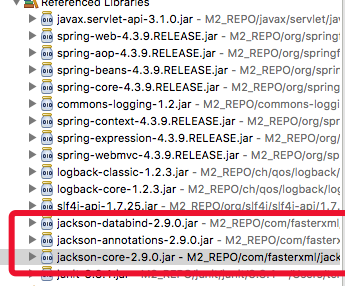 Referenced Libraries
javax.servlet-api-3.1.0.jar - M2_REPO/javax/servlet/jav
spring-web-4.3.9.RELEASE.jar - M2_REPO/org/springf
spring-aop-4.3.9.RELEASE.jar - M2_REPO/org/springf
spring-beans-4.3.9.RELEASE.jar - M2_REPO/org/sprin
spring-core-4.3.9.RELEASE.jar - M2_REPO/org/spring
commons-logging-1.2.jar - M2_REPO/commons-loggi
spring-context-4.3.9.RELEASE.jar - M2_REPO/org/spr
spring-expression-4.3.9.RELEASE.jar - M2_REPO/org/
spring-webmvc-4.3.9.RELEASE.jar - M2_REPO/org/sp
logback-classic-1.2.3.jar - M2_REPO/ch/qos/logback/
logback-core-1.2.3.jar - M2_REPO/ch/qos/logback/log
slf4j-api-1.7.25.jar - M2_REPO/org/slf4j/slf4j-api/1.7.
jackson-databind-2.9.0.jar - M2_REPO/com/fasterxml
jackson-annotations-2.9.0.jar - M2_REPO/com/faster
jackson-core-2.9.0.jar - M2_REPO/com/fasterxml/jack